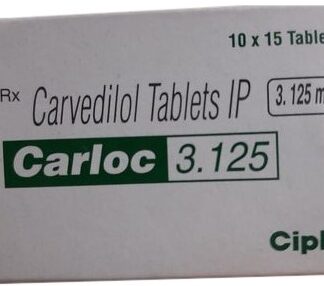 10 x 15 Table
Rx Carvedilol Tablets IP 3.125 m
Carloc 3.125
Cipl